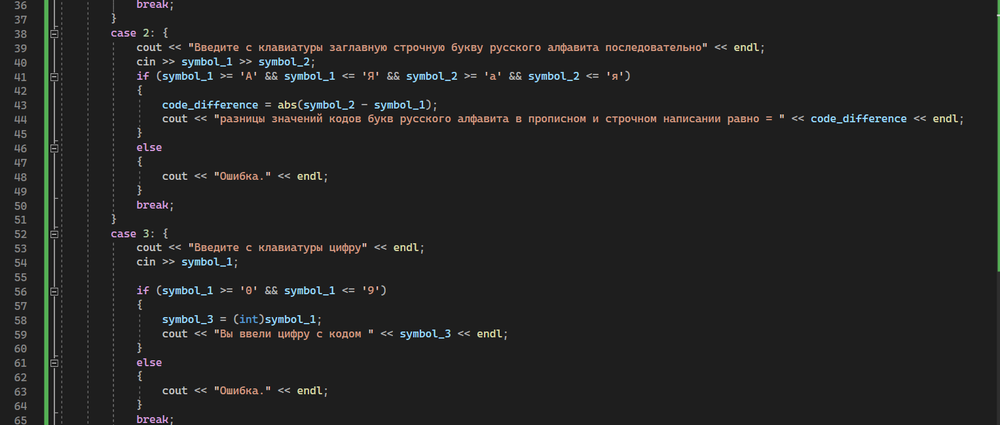 36 break;
37 }
38 case 2: {
39 cout << "Введите с клавиатуры заглавную строчную букву русского алфавита последовательно" << endl;
40 cin >> symbol_1 >> symbol_2;
41 if (symbol_1 >= 'А' && symbol_1 <= 'Я' && symbol_2 >= 'а' && symbol_2 <= 'я')
42 {
43 code_difference = abs(symbol_2 - symbol_1);
44 cout << "разницы значений кодов букв русского алфавита в прописном и строчном написании равно = " << code_difference << endl;
45 }
46 else
47 {
48 cout << "Ошибка." << endl;
49 }
50 break;
51 }
52 case 3: {
53 cout << "Введите с клавиатуры цифру" << endl;
54 cin >> symbol_1;
55
56 if (symbol_1 >= '0' && symbol_1 <= '9')
57 {
58 symbol_3 = (int)symbol_1;
59 cout << "Вы ввели цифру с кодом " << symbol_3 << endl;
60 }
61 else
62 {
63 cout << "Ошибка." << endl;
64 }
65 break;